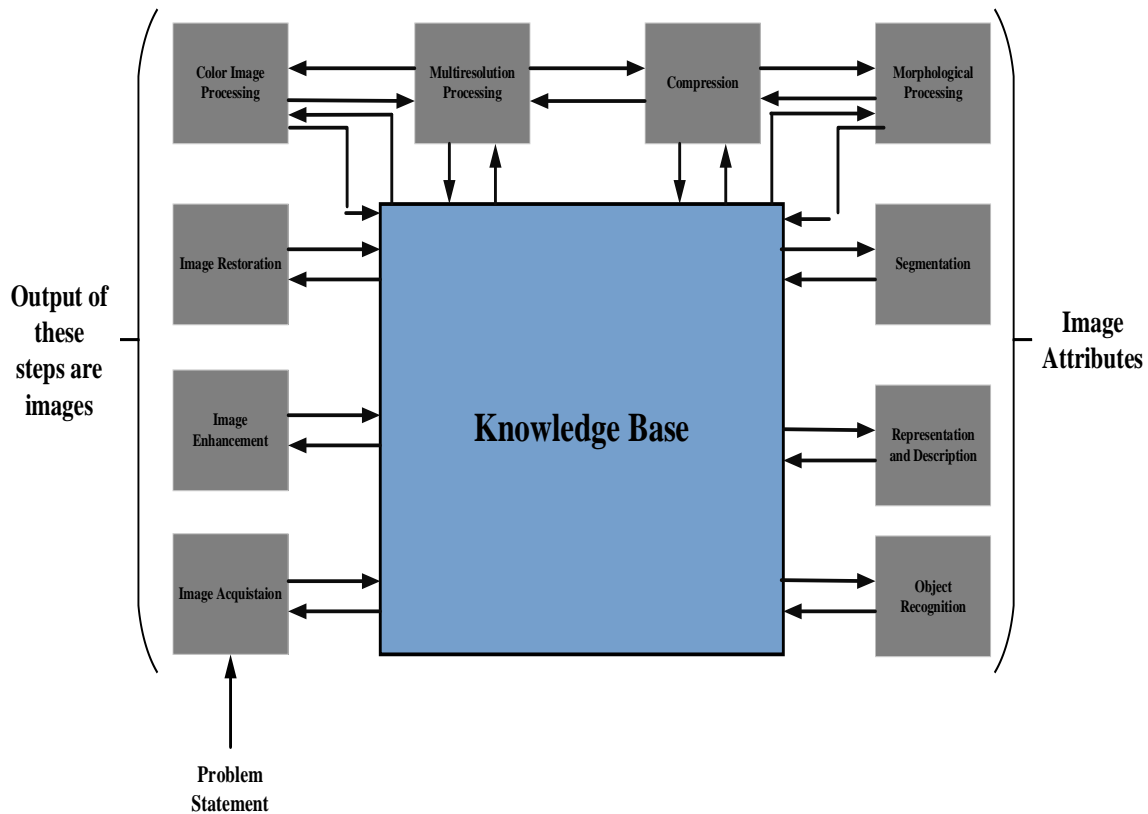 Color Image
Processing
Multiresolution
Processing
Compression
Morphological
Processing
Image Restoration
Segmentation
Output of
these
steps are
images
Knowledge Base
Image
Attributes
Image
Enhancement
Representation
and Description
Image Acquistaion
Object
Recognition
Problem
Statement